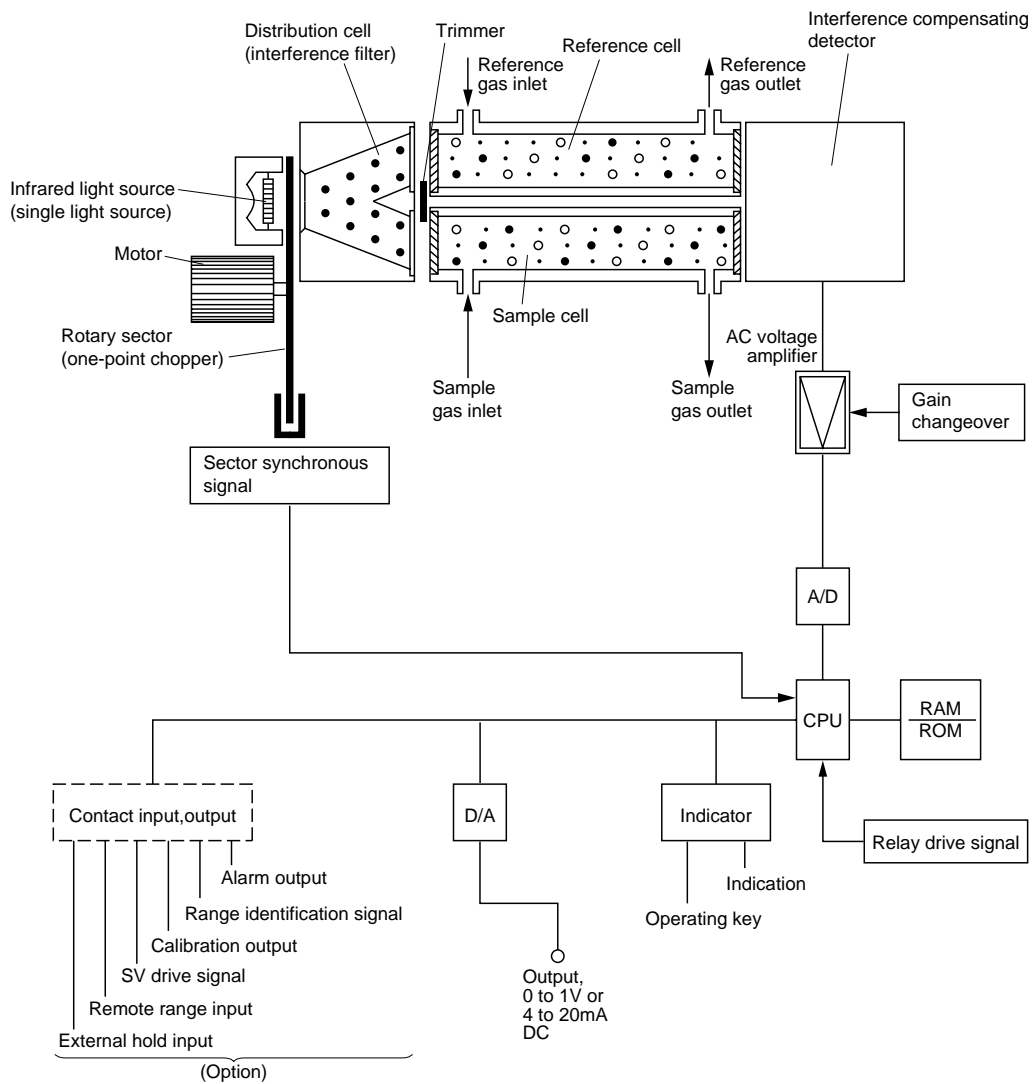 Interference compensating
detector
Distribution cell
(interference filter)
Trimmer
Reference cell
Reference
gas inlet
Reference
gas outlet
Infrared light source
(single light source)
Motor
Rotary sector
(one-point chopper)
Sample cell
Sample
gas inlet
Sample
gas outlet
AC voltage
amplifier
Gain
changeover
Sector synchronous
signal
A/D
CPU
RAM
ROM
Contact input,output
D/A
Indicator
Relay drive signal
Alarm output
Range identification signal
Calibration output
SV drive signal
Remote range input
External hold input
(Option)
Indication
Operating key
Output,
0 to 1V or
4 to 20mA
DC